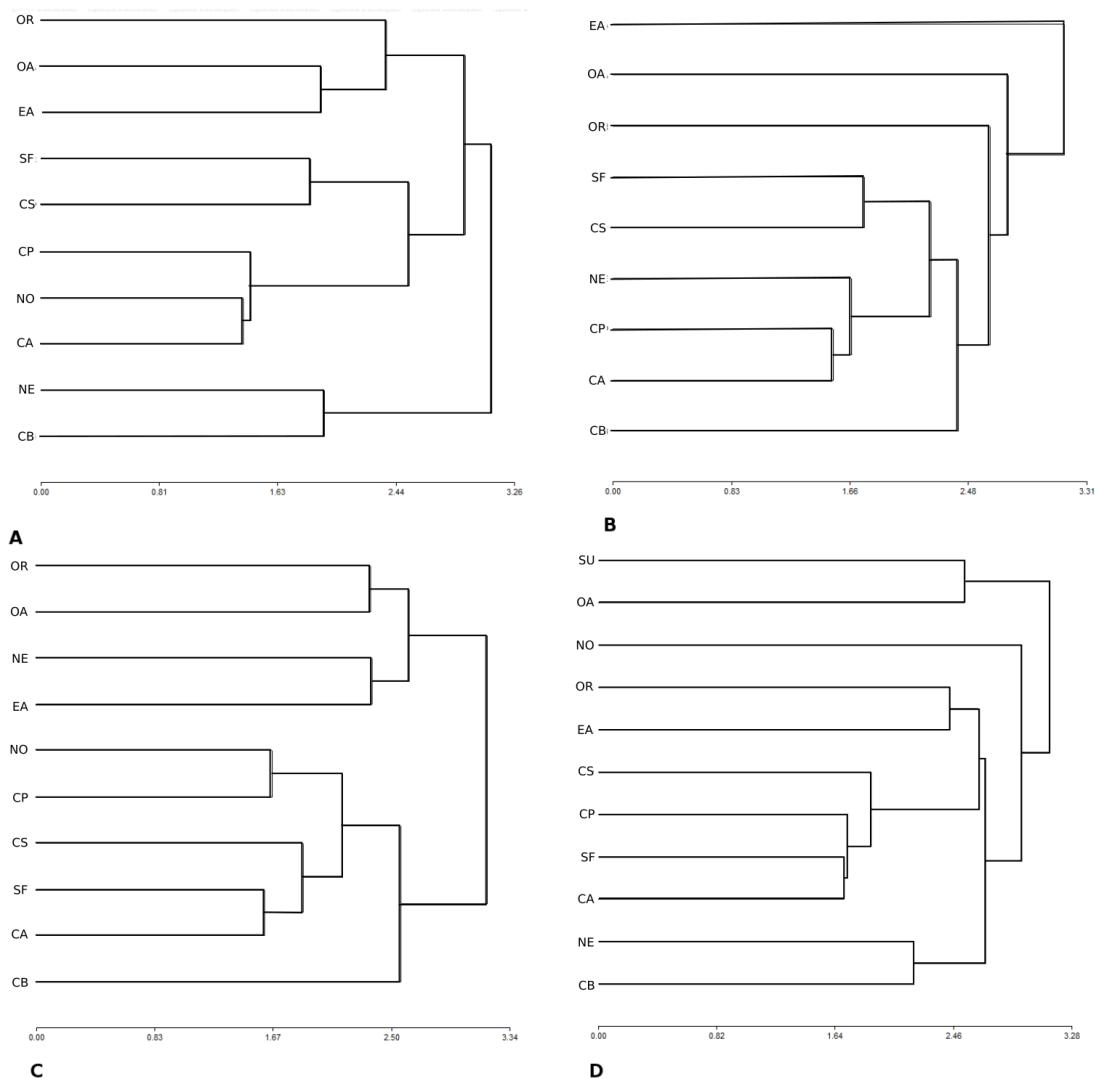 OR
OA
EA
SF
CS
CP
NO
CA
NE
CB
0.00 0.81 1.63 2.44 3.26
A
EA
OA
OR
SF
CS
NE
CP
CA
CB
0.00 0.83 1.66 2.48 3.31
B
OR
OA
NE
EA
NO
CP
CS
SF
CA
CB
0.00 0.83 1.67 2.50 3.34
C
SU
OA
NO
OR
EA
CS
CP
SF
CA
NE
CB
0.00 0.82 1.64 2.46 3.28
D